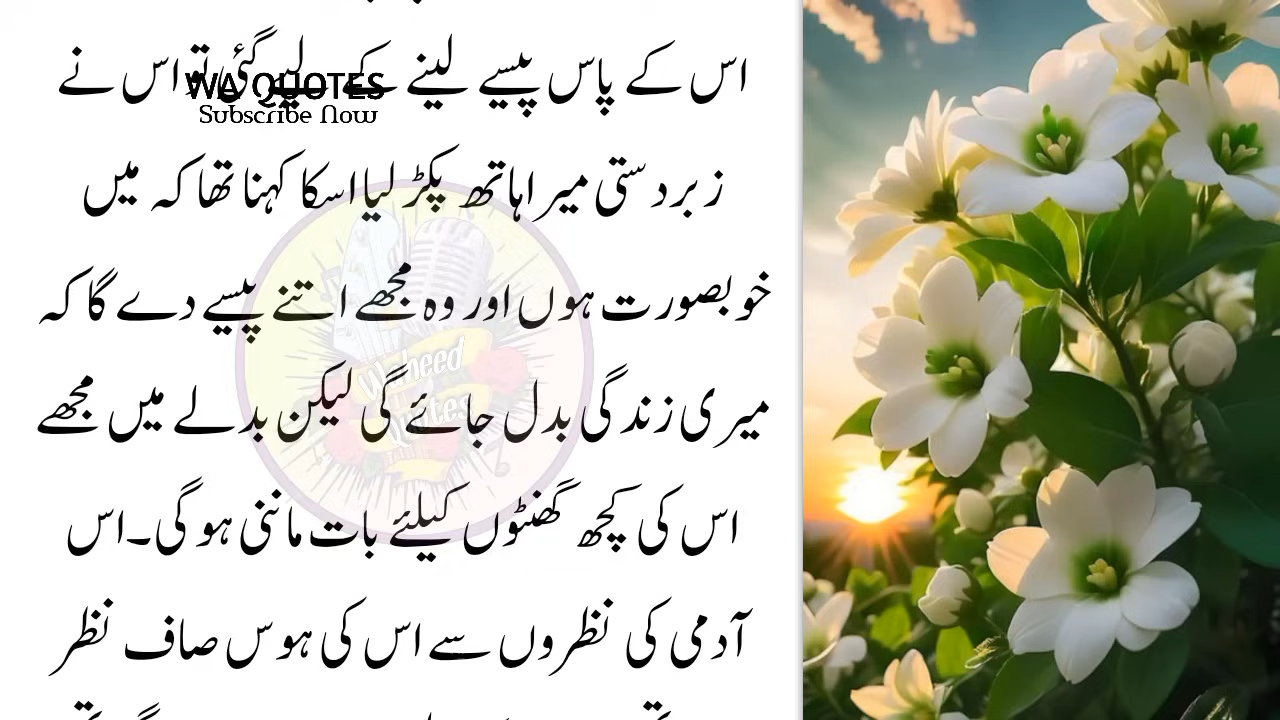 اس کے پاس پیسے لینے کے لیے گئی تو اس نے
WA QUOTES
Subscribe Now
زبردستی میرا ہاتھ پکڑ لیا اسکا کہنا تھا کہ میں
خوبصورت ہوں اور وہ مجھے اتنے پیسے دے گا کہ
میری زندگی بدل جائے گی لیکن بدلے میں مجھے
Waheed
Quotes
اس کی کچھ گھنٹوں کیلئے بات ماننی ہو گی۔اس
آدمی کی نظروں سے اس کی ہوس صاف نظر